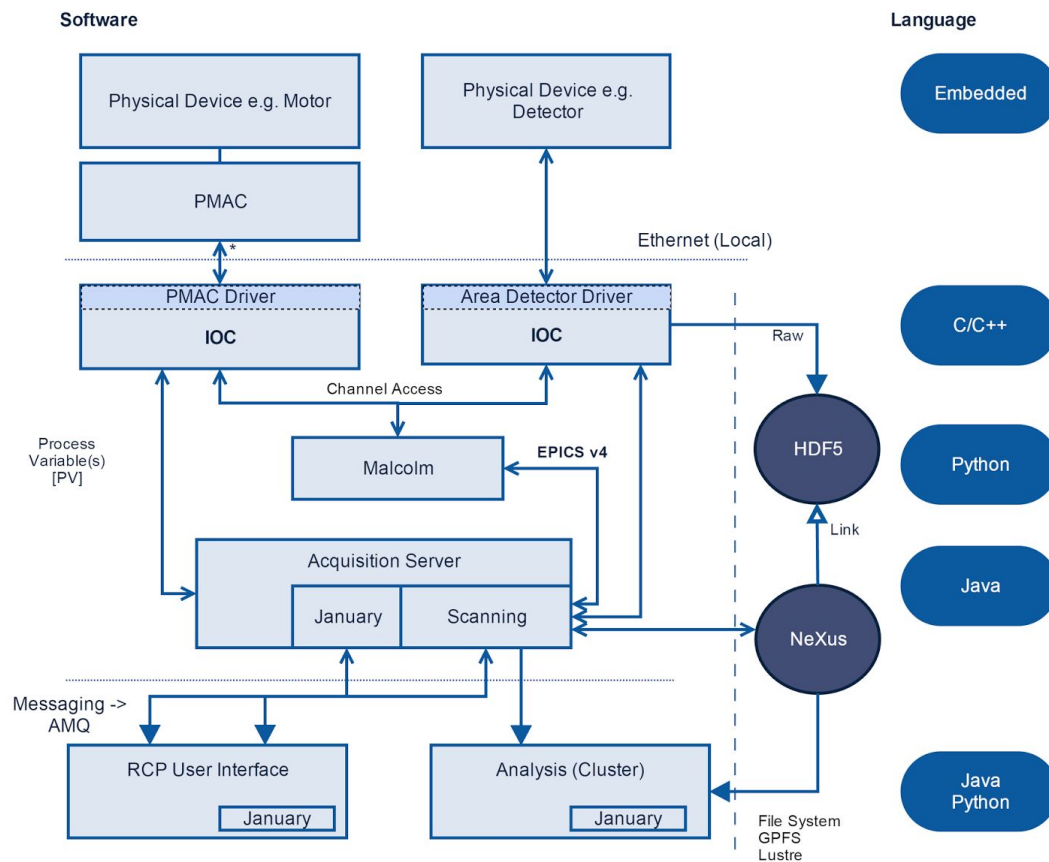 Software
Language
Physical Device e.g. Motor
Physical Device e.g.
Detector
Embedded
PMAC
*
Ethernet (Local)
PMAC Driver
IOC
Area Detector Driver
IOC
C/C++
Raw
Channel Access
Process
Variable(s)
[PV]
Malcolm
EPICS v4
HDF5
Python
Link
Acquisition Server
January
Scanning
Java
NeXus
Messaging ->
AMQ
RCP User Interface
January
Analysis (Cluster)
January
Java
Python
File System
GPFS
Lustre